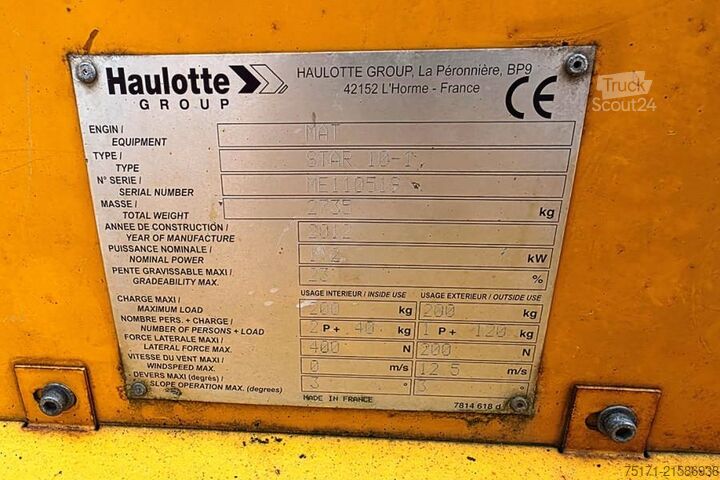 Haulotte
GROUP
HAULOTTE GROUP, La Péronnière, BP9
42152 L'Horme - France
CE
Truck
Scout24
ENGIN /
EQUIPMENT
MAT
TYPE /
TYPE
STAR 10-1
N° SERIE /
SERIAL NUMBER
ME110519
MASSE /
TOTAL WEIGHT
2735 kg
ANNEE DE CONSTRUCTION /
YEAR OF MANUFACTURE
2012
PUISSANCE NOMINALE /
NOMINAL POWER
kW
PENTE GRAVISSABLE MAXI /
GRADEABILITY MAX.
23 %
USAGE INTERIEUR / INSIDE USE USAGE EXTERIEUR / OUTSIDE USE
CHARGE MAXI /
MAXIMUM LOAD
200 kg 200 kg
NOMBRE PERS. + CHARGE /
NUMBER OF PERSONS + LOAD
2 P + 40 kg 1 P + 120 kg
FORCE LATERALE MAXI /
LATERAL FORCE MAX.
400 N 200 N
VITESSE DU VENT MAXI /
WINDSPEED MAX.
0 m/s 12 5 m/s
DEVERS MAXI (degrés) /
SLOPE OPERATION MAX. (degrees)
3 ° 3 °
MADE IN FRANCE
7814 618 d
75171-21586936